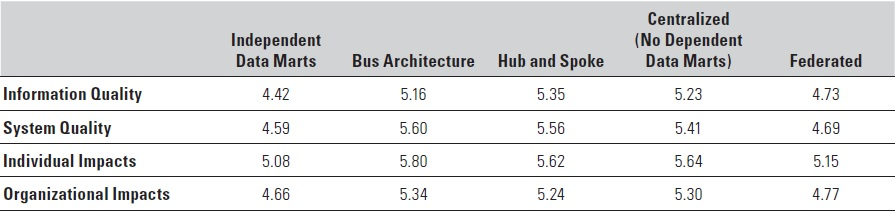 Centralized
Independent (No Dependent
Data Marts Bus Architecture Hub and Spoke Data Marts) Federated
Information Quality 4.42 5.16 5.35 5.23 4.73
System Quality 4.59 5.60 5.56 5.41 4.69
Individual Impacts 5.08 5.80 5.62 5.64 5.15
Organizational Impacts 4.66 5.34 5.24 5.30 4.77